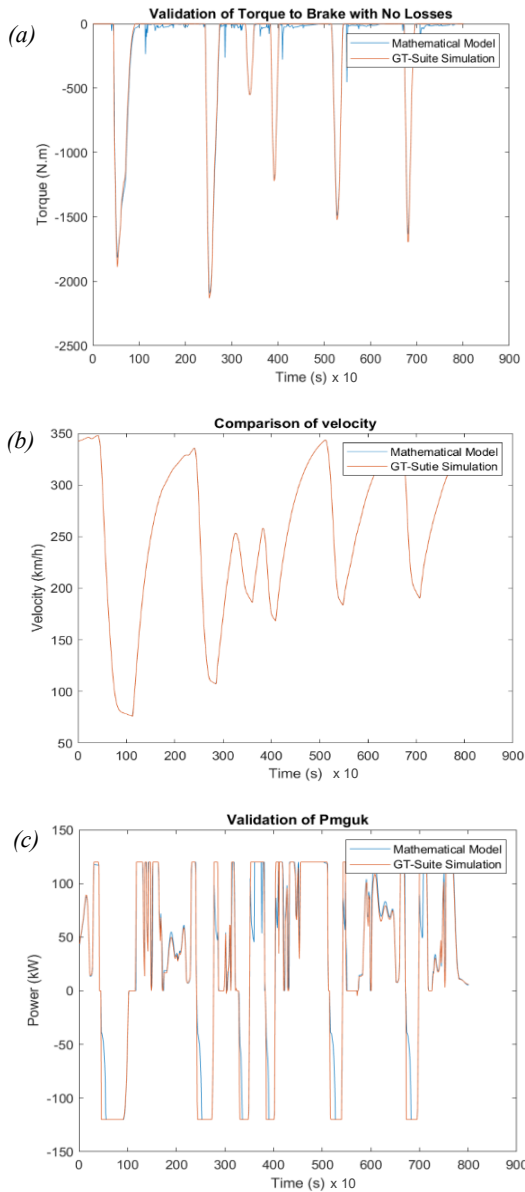 (a)
Validation of Torque to Brake with No Losses
Mathematical Model
GT-Suite Simulation
Torque (N.m)
0
-500
-1000
-1500
-2000
-2500
0 100 200 300 400 500 600 700 800 900
Time (s) x 10
(b)
Comparison of velocity
Mathematical Model
GT-Sutie Simulation
Velocity (km/h)
350
300
250
200
150
100
50
0 100 200 300 400 500 600 700 800 900
Time (s) x 10
(c)
Validation of Pmguk
Mathematical Model
GT-Suite Simulation
Power (kW)
150
100
50
0
-50
-100
-150
0 100 200 300 400 500 600 700 800 900
Time (s) x 10